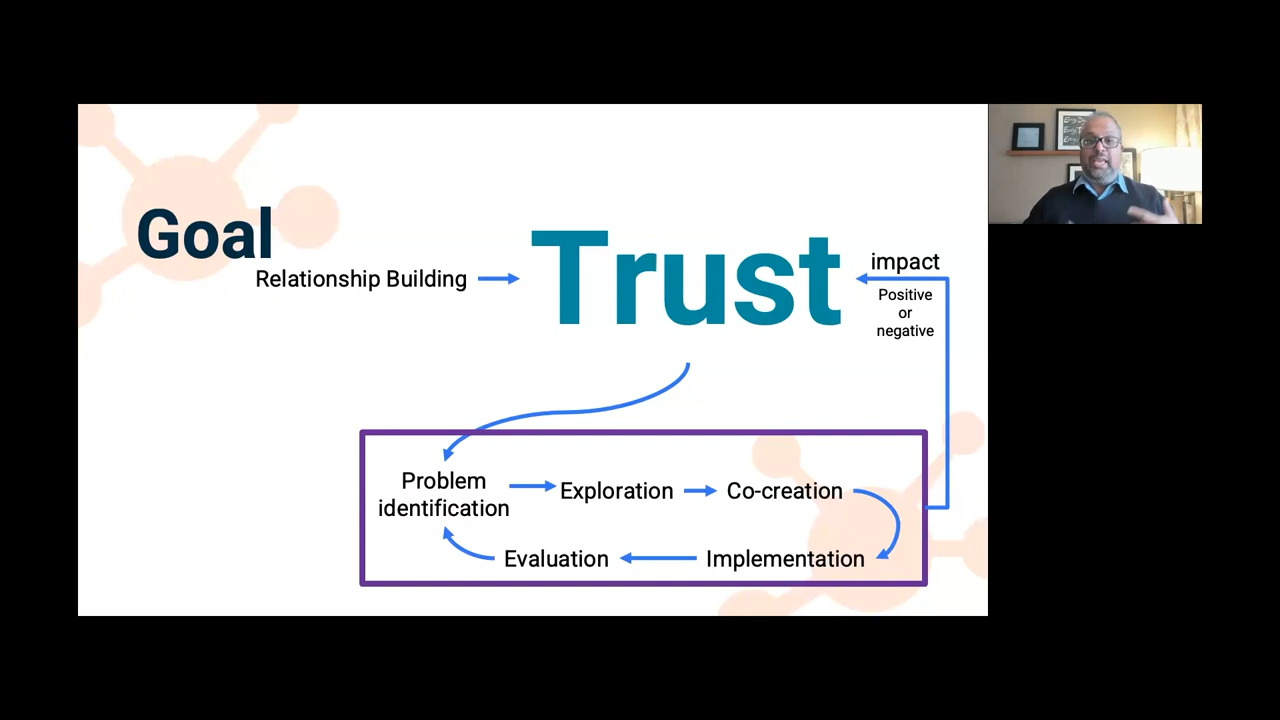 Goal
Relationship Building
Trust
impact
Positive
or
negative
Problem
identification
Exploration
Co-creation
Evaluation
Implementation